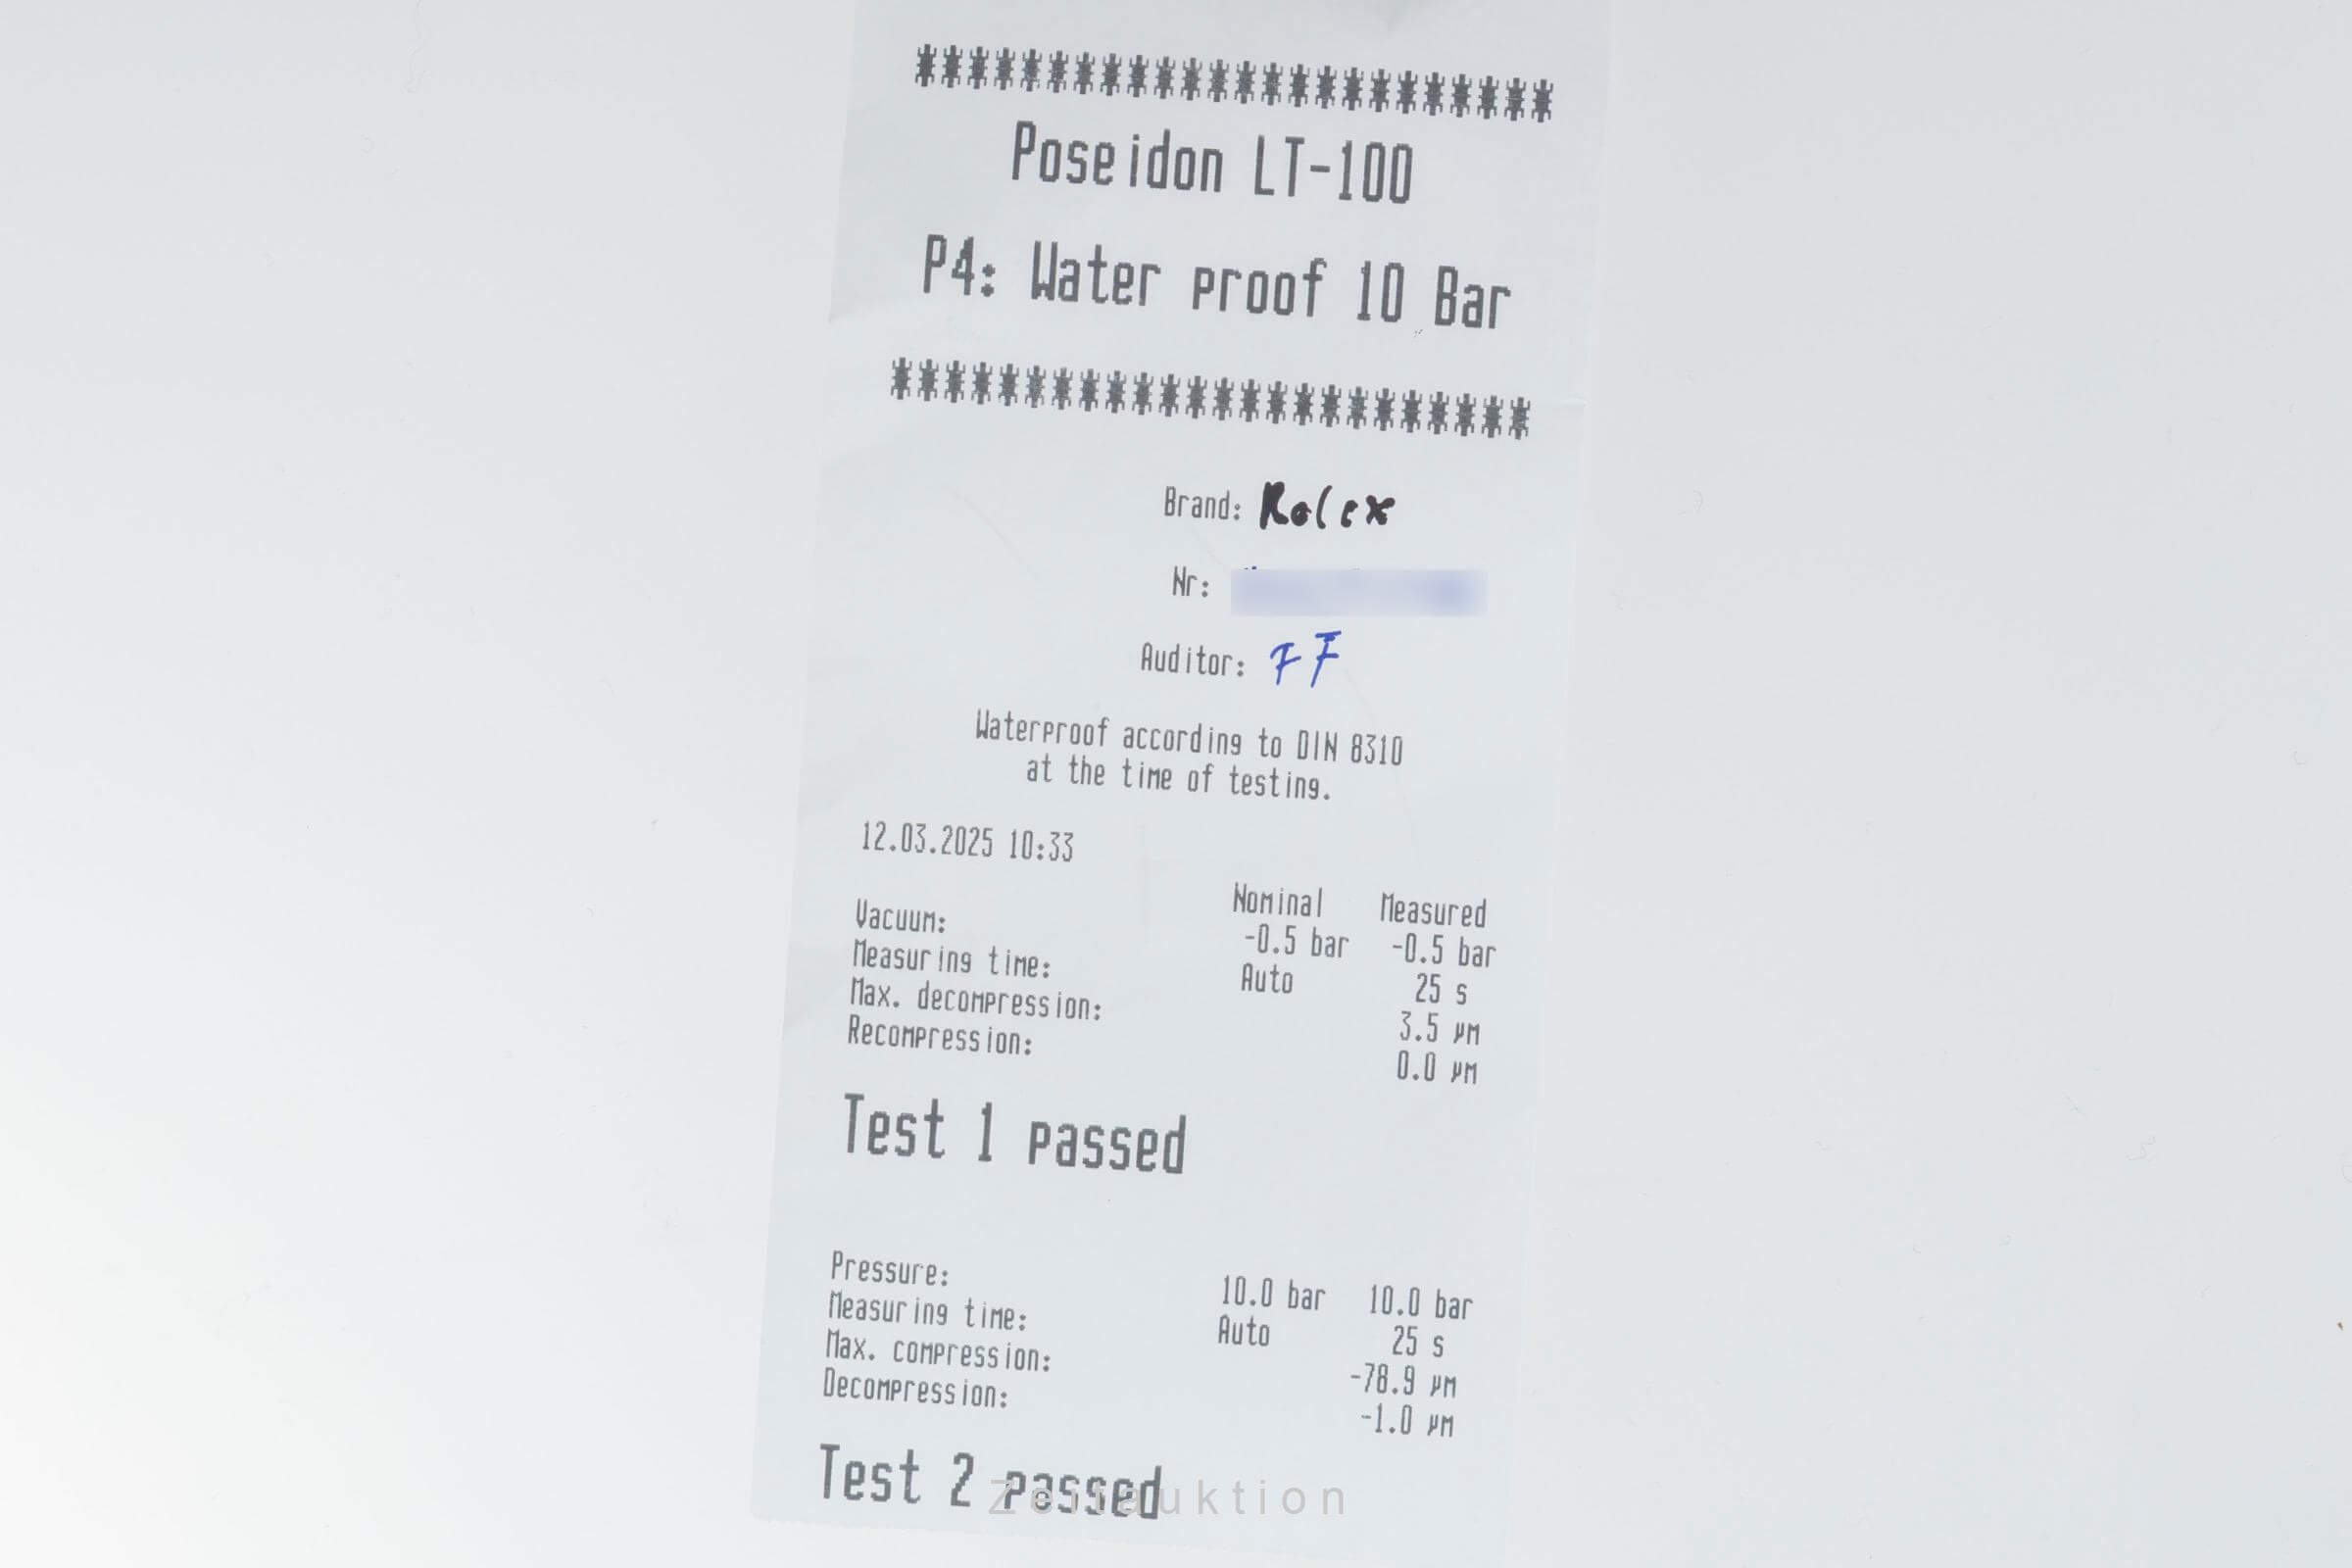 ************************
Poseidon LT-100
P4: Water proof 10 Bar
************************
Brand: Rolex
Nr:
Auditor: FF
Waterproof according to DIN 8310
at the time of testing.
12.03.2025 10:33
Nominal Measured
Vacuum: -0.5 bar -0.5 bar
Measuring time: Auto 25 s
Max. decompression: 3.5 µm
Recompression: 0.0 µm
Test 1 passed
Pressure: 10.0 bar 10.0 bar
Measuring time: Auto 25 s
Max. compression: -78.9 µm
Decompression: -1.0 µm
Test 2 passed
Zeitauktion